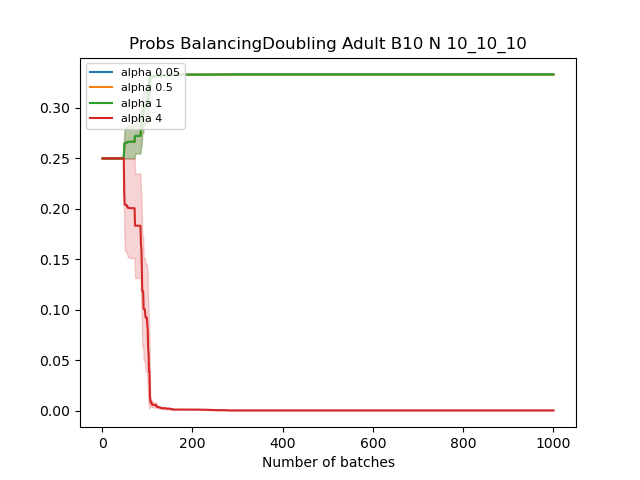 Probs BalancingDoubling Adult B10 N 10_10_10
alpha 0.05
alpha 0.5
alpha 1
alpha 4
0.30
0.25
0.20
0.15
0.10
0.05
0.00
0 200 400 600 800 1000
Number of batches